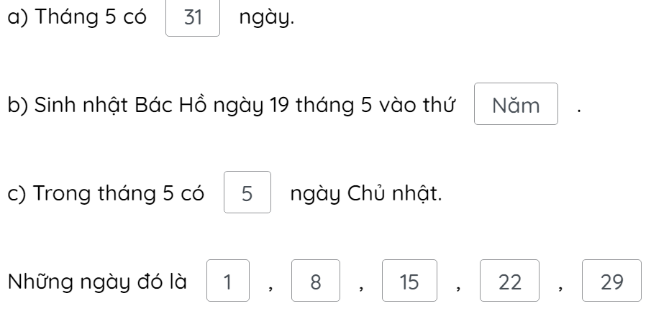 a) Tháng 5 có 31 ngày.
b) Sinh nhật Bác Hồ ngày 19 tháng 5 vào thứ Năm .
c) Trong tháng 5 có 5 ngày Chủ nhật.
Những ngày đó là 1 , 8 , 15 , 22 , 29